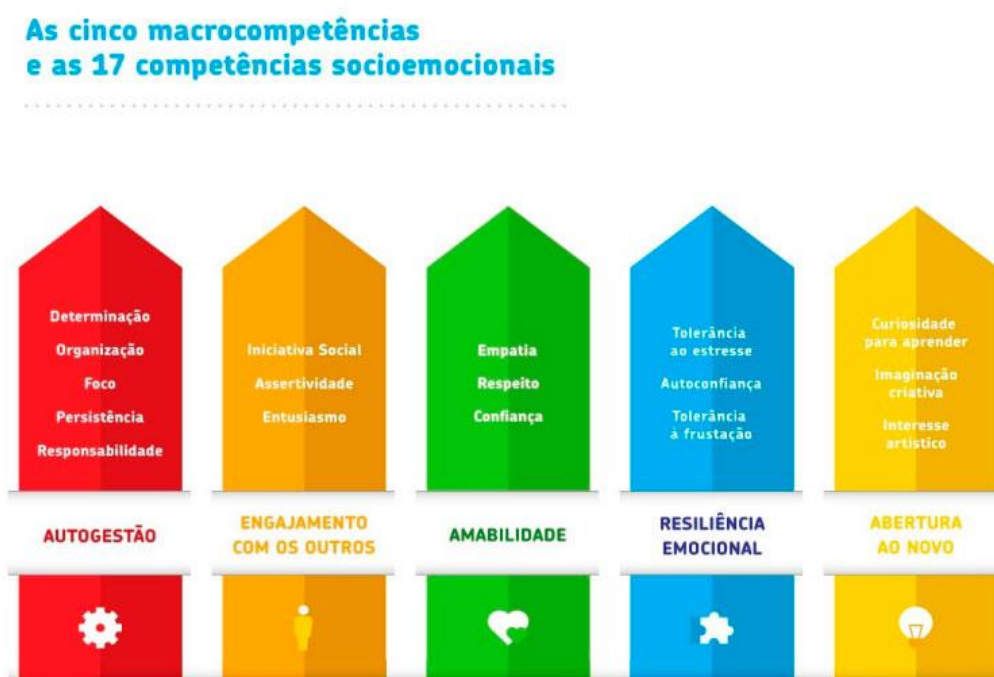 As cinco macrocompetências
e as 17 competências socioemocionais
Determinação
Organização
Foco
Persistência
Responsabilidade
AUTOGESTÃO
Iniciativa Social
Assertividade
Entusiasmo
ENGAJAMENTO
COM OS OUTROS
Empatia
Respeito
Confiança
AMABILIDADE
Tolerância
ao estresse
Autoconfiança
Tolerância
à frustação
RESILIÊNCIA
EMOCIONAL
Curiosidade
para aprender
Imaginação
criativa
Interesse
artístico
ABERTURA
AO NOVO